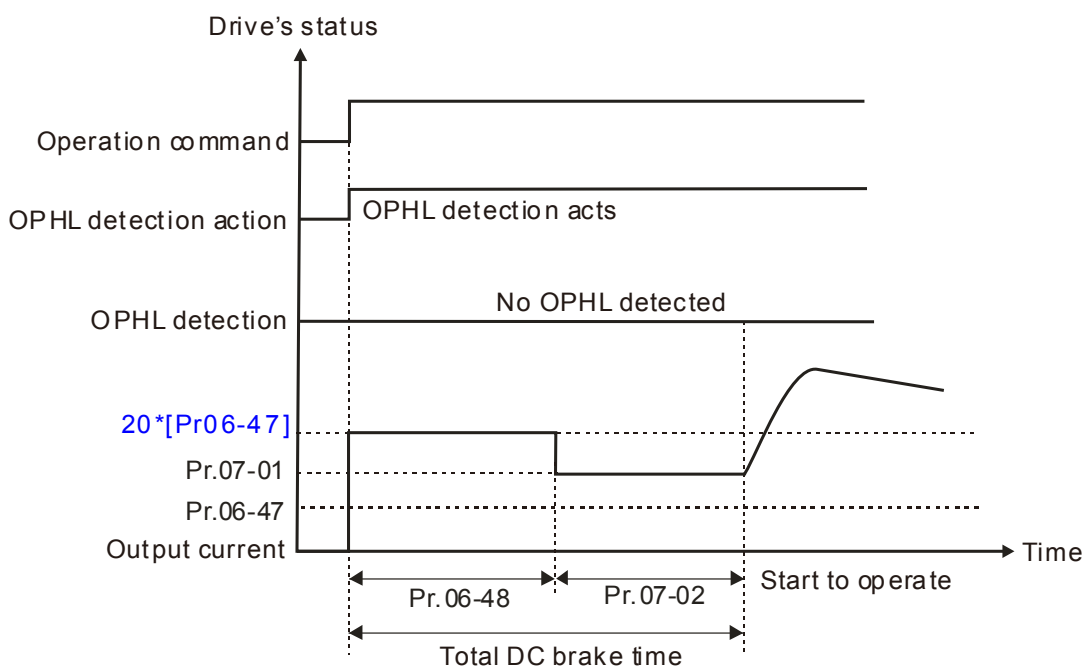 Drive's status
Operation command
OPHL detection action
OPHL detection acts
No OPHL detected
OPHL detection
20*[Pr06-47]
Pr.07-01
Pr.06-47
Output current
Time
Pr.06-48
Pr.07-02
Start to operate
Total DC brake time